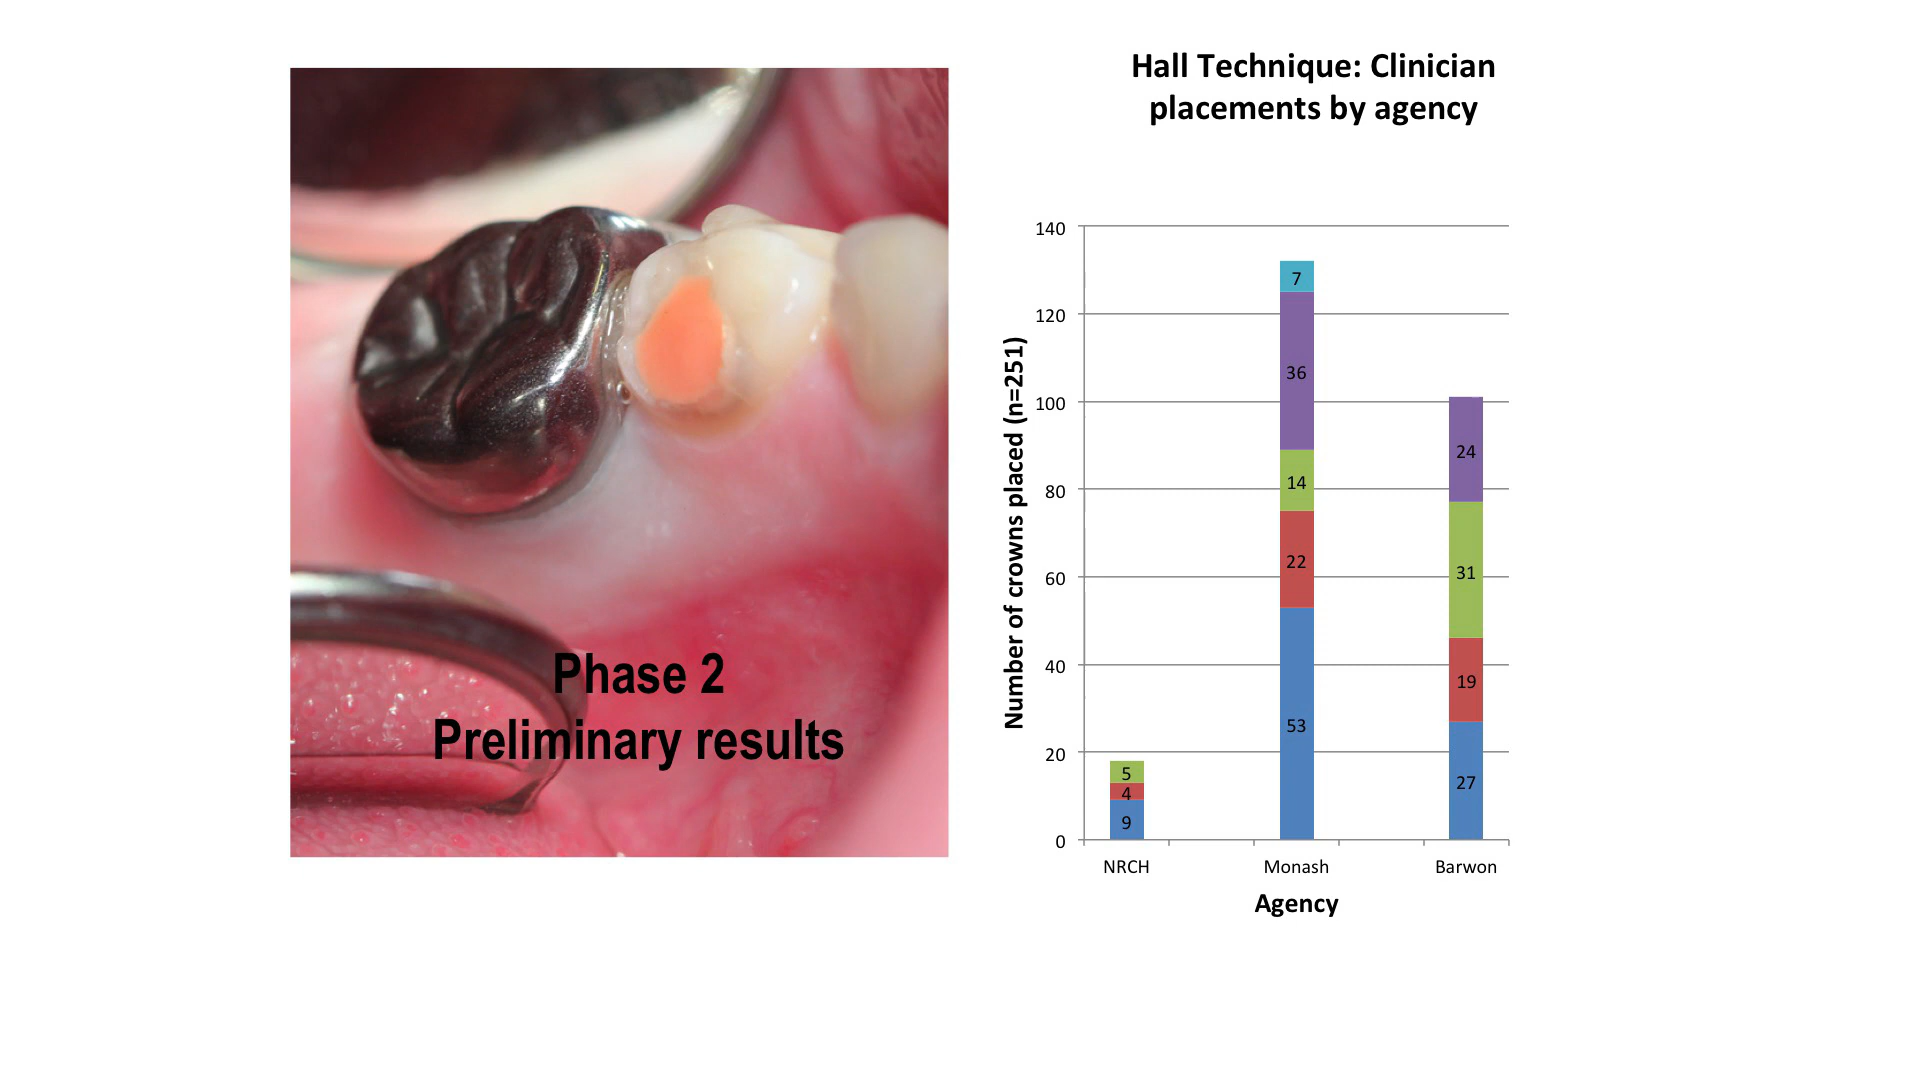 Phase 2
Preliminary results
Hall Technique: Clinician
placements by agency
Number of crowns placed (n=251)
140
120
100
80
60
40
20
0
5
4
9
7
36
14
22
53
24
31
19
27
NRCH
Monash
Barwon
Agency